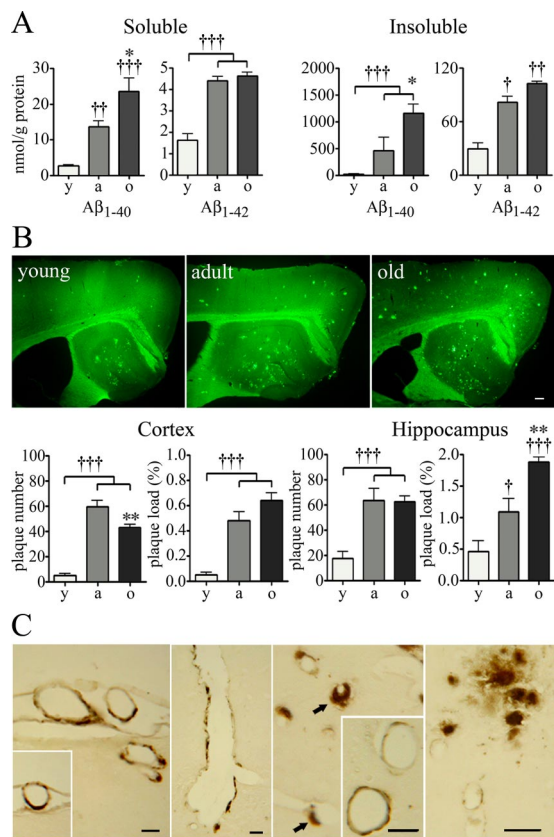 A
Soluble
Insoluble
nmol/g protein
30
20
10
0
††
*
†††
y a o
Aβ1-40
5
4
3
2
1
0
†††
y a o
Aβ1-42
2000
1500
1000
500
0
†††
*
y a o
Aβ1-40
120
60
0
†
††
y a o
Aβ1-42
B
young
adult
old
Cortex
Hippocampus
plaque number
100
80
60
40
20
0
†††
**
y a o
plaque load (%)
1.0
0.8
0.6
0.4
0.2
0.0
†††
y a o
plaque number
100
80
60
40
20
0
†††
y a o
plaque load (%)
2.0
1.5
1.0
0.5
0.0
†
**
†††
y a o
C